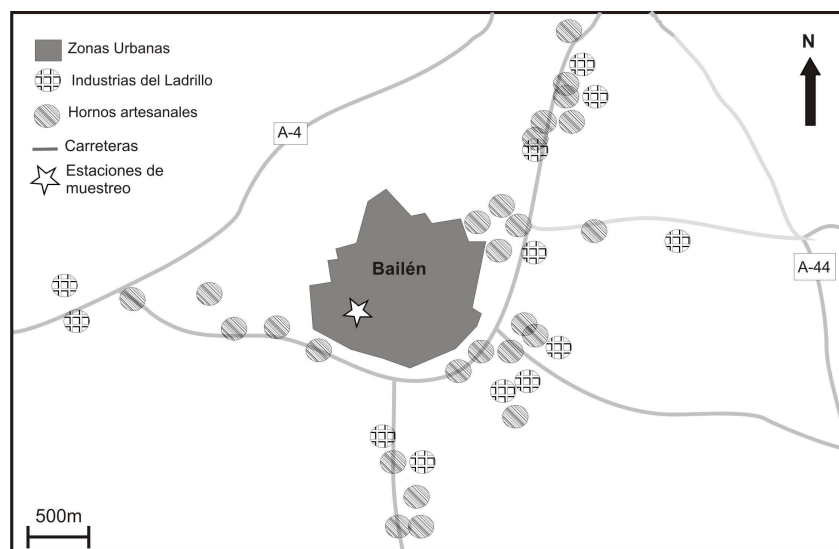 Zonas Urbanas
Industrias del Ladrillo
Hornos artesanales
Carreteras
Estaciones de
muestreo
A-4
N
Bailén
A-44
500m